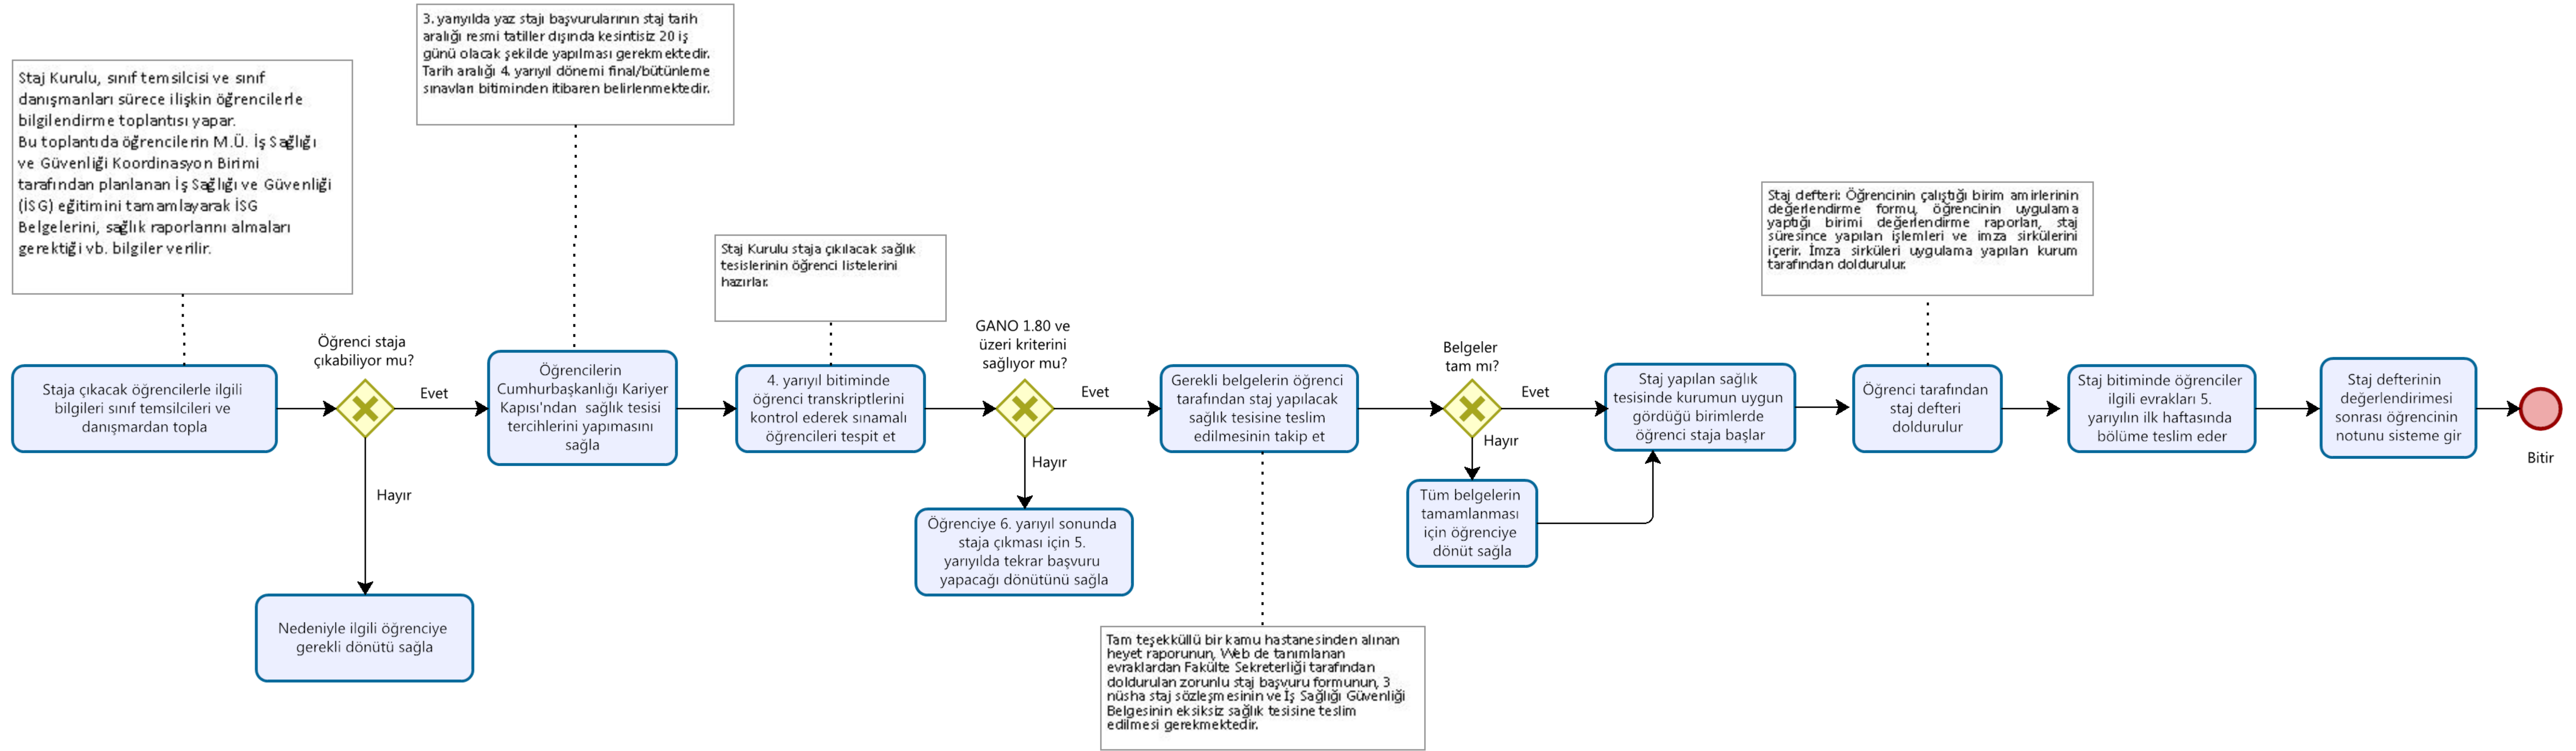 3. yarıyılda yaz stajı başvurularının staj tarih
aralığı resmi tatiller dışında kesintisiz 20 iş
günü olacak şekilde yapılması gerekmektedir.
Tarih aralığı 4. yarıyıl dönemi final/bütünleme
sınavları bitiminden itibaren belirlenmektedir.
Staj Kurulu, sınıf temsilcisi ve sınıf
danışmanları sürece ilişkin öğrencilerle
bilgilendirme toplantısı yapar.
Bu toplantıda öğrencilerin M.Ü. İş Sağlığı
ve Güvenliği Koordinasyon Birimi
tarafından planlanan İş Sağlığı ve Güvenliği
(İSG) eğitimini tamamlayarak İSG
Belgelerini, sağlık raporlarını almaları
gerektiği vb. bilgiler verilir.
Staj Kurulu staja çıkılacak sağlık
tesislerinin öğrenci listelerini
hazırlar.
Staj defteri: Öğrencinin çalıştığı birim amirlerinin
değerlendirme formu, öğrencinin uygulama
yaptığı birimi değerlendirme raporları, staj
süresince yapılan işlemleri ve imza sirkülerini
içerir. İmza sirküleri uygulama yapılan kurum
tarafından doldurulur.
Staja çıkacak öğrencilerle ilgili
bilgileri sınıf temsilcileri ve
danışmardan topla
Öğrenci staja
çıkabiliyor mu?
Evet
Hayır
Nedeniyle ilgili öğrenciye
gerekli dönütü sağla
Öğrencilerin
Cumhurbaşkanlığı Kariyer
Kapısı'ndan sağlık tesisi
tercihlerini yapımasını
sağla
4. yarıyıl bitiminde
öğrenci transkriptlerini
kontrol ederek sınamalı
öğrencileri tespit et
GANO 1.80 ve
üzeri kriterini
sağlıyor mu?
Evet
Hayır
Öğrenciye 6. yarıyıl sonunda
staja çıkması için 5.
yarıyılda tekrar başvuru
yapacağı dönütünü sağla
Gerekli belgelerin öğrenci
tarafından staj yapılacak
sağlık tesisine teslim
edilmesinin takip et
Tam teşekküllü bir kamu hastanesinden alınan
heyet raporunun, Web de tanımlanan
evraklardan Fakülte Sekreterliği tarafından
doldurulan zorunlu staj başvuru formunun, 3
nüsha staj sözleşmesinin ve İş Sağlığı Güvenliği
Belgesinin eksiksiz sağlık tesisine teslim
edilmesi gerekmektedir.
Belgeler
tam mı?
Evet
Hayır
Tüm belgelerin
tamamlanması
için öğrenciye
dönüt sağla
Staj yapılan sağlık
tesisinde kurumun uygun
gördüğü birimlerde
öğrenci staja başlar
Öğrenci tarafından
staj defteri
doldurulur
Staj bitiminde öğrenciler
ilgili evrakları 5.
yarıyılın ilk haftasında
bölüme teslim eder
Staj defterinin
değerlendirimesi
sonrası öğrencinin
notunu sisteme gir
Bitir